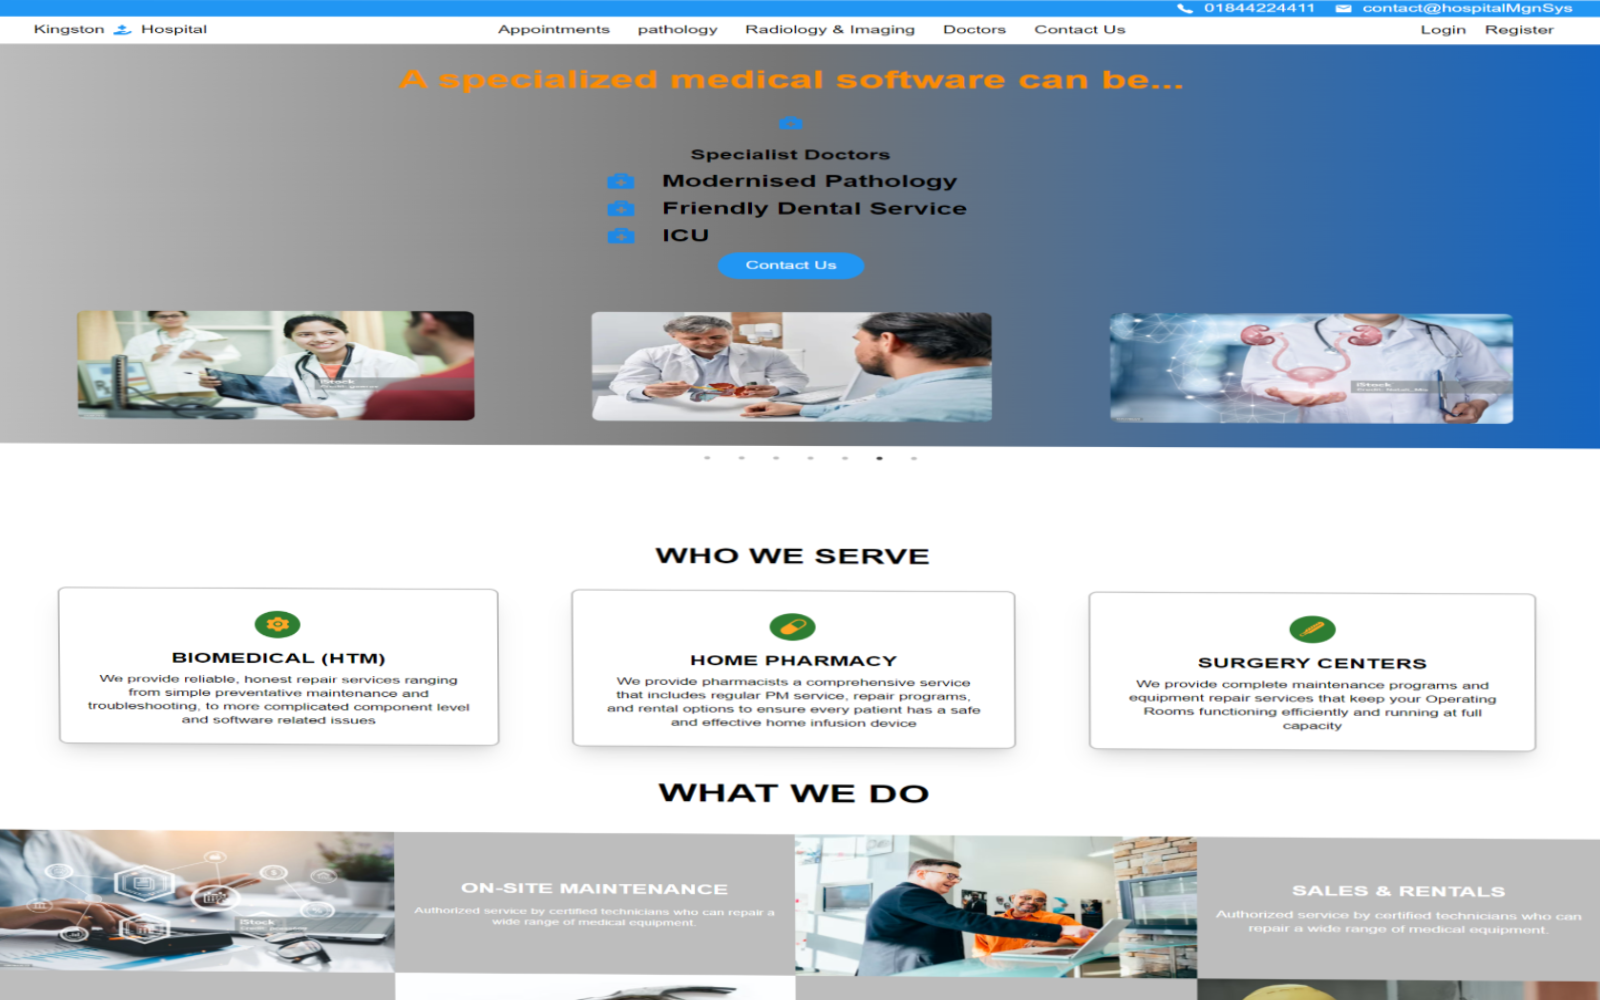 01844224411 contact@hospitalMgnSys
Kingston Hospital Appointments pathology Radiology & Imaging Doctors Contact Us Login Register
A specialized medical software can be...
Specialist Doctors
Modernised Pathology
Friendly Dental Service
ICU
Contact Us
iStock
iStock
WHO WE SERVE
BIOMEDICAL (HTM)
We provide reliable, honest repair services ranging
from simple preventative maintenance and
troubleshooting, to more complicated component level
and software related issues
HOME PHARMACY
We provide pharmacists a comprehensive service
that includes regular PM service, repair programs,
and rental options to ensure every patient has a safe
and effective home infusion device
SURGERY CENTERS
We provide complete maintenance programs and
equipment repair services that keep your Operating
Rooms functioning efficiently and running at full
capacity
WHAT WE DO
iStock
ON-SITE MAINTENANCE
Authorized service by certified technicians who can repair a
wide range of medical equipment.
SALES & RENTALS
Authorized service by certified technicians who can
repair a wide range of medical equipment.